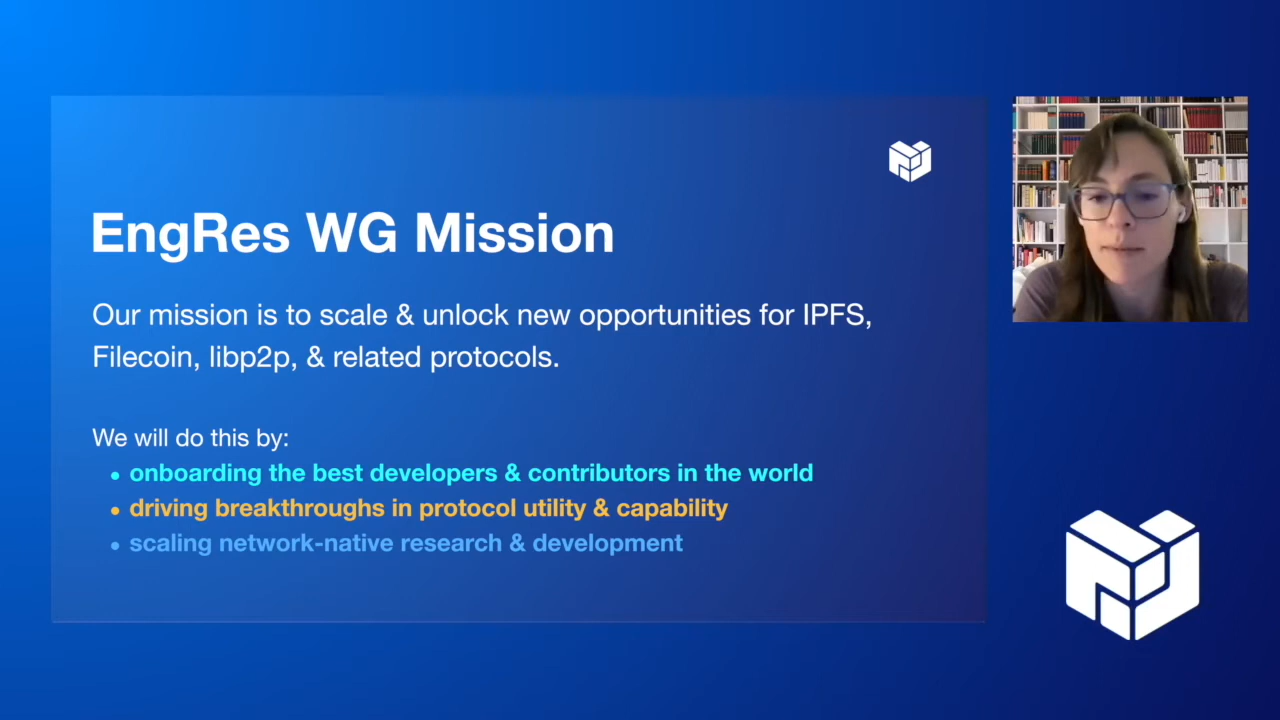 EngRes WG Mission
Our mission is to scale & unlock new opportunities for IPFS,
Filecoin, libp2p, & related protocols.
We will do this by:
• onboarding the best developers & contributors in the world
• driving breakthroughs in protocol utility & capability
• scaling network-native research & development